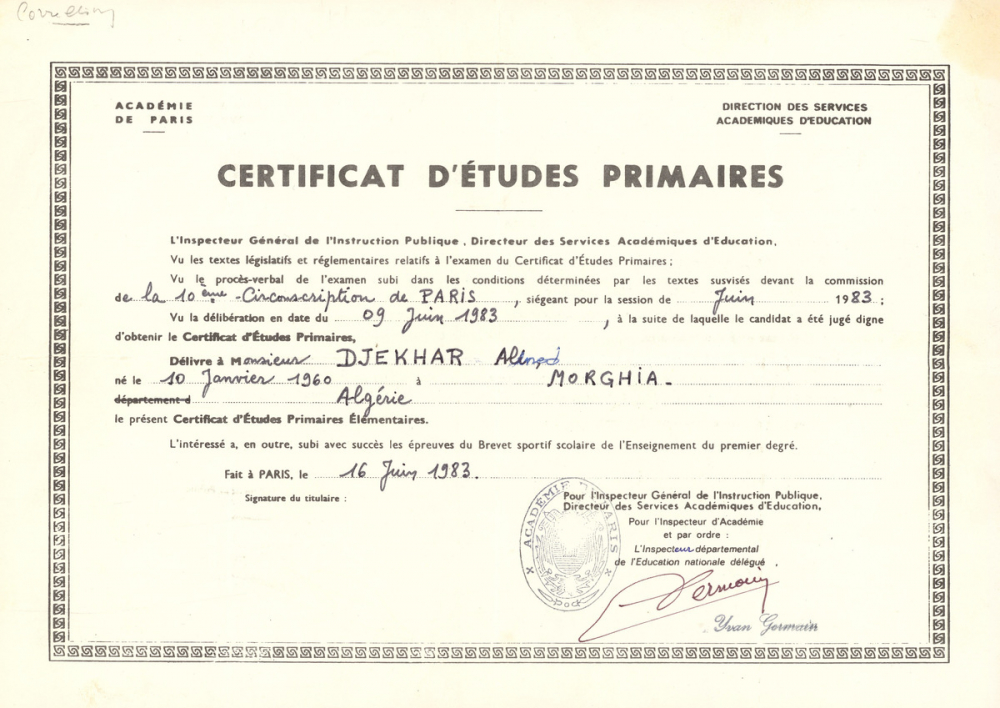 ACADÉMIE
DE PARIS
DIRECTION DES SERVICES
ACADEMIQUES D'EDUCATION
CERTIFICAT D'ÉTUDES PRIMAIRES
L'Inspecteur Général de l'Instruction Publique, Directeur des Services Académiques d'Education,
Vu les textes législatifs et réglementaires relatifs à l'examen du Certificat d'Études Primaires ;
Vu le procès-verbal de l'examen subi dans les conditions déterminées par les textes susvisés devant la commission
de la 10ème Circonscription de PARIS, siégeant pour la session de Juin 1983 ;
Vu la délibération en date du 09 Juin 1983, à la suite de laquelle le candidat a été jugé digne
d'obtenir le Certificat d'Études Primaires,
Délivré à Monsieur DJEKHAR
né le 10 Janvier 1960 à MORGHIA.
département d Algérie
le présent Certificat d'Études Primaires Élémentaires.
L'intéressé a, en outre, subi avec succès les épreuves du Brevet sportif scolaire de l'Enseignement du premier degré.
Fait à PARIS, le 16 Juin 1983.
Signature du titulaire :
ACADÉMIE DE PARIS
Pour l'Inspecteur Général de l'Instruction Publique,
Directeur des Services Académiques d'Education,
Pour l'Inspecteur d'Académie
et par ordre :
L'Inspecteur départemental
de l'Education nationale délégué,
Yvan Germain